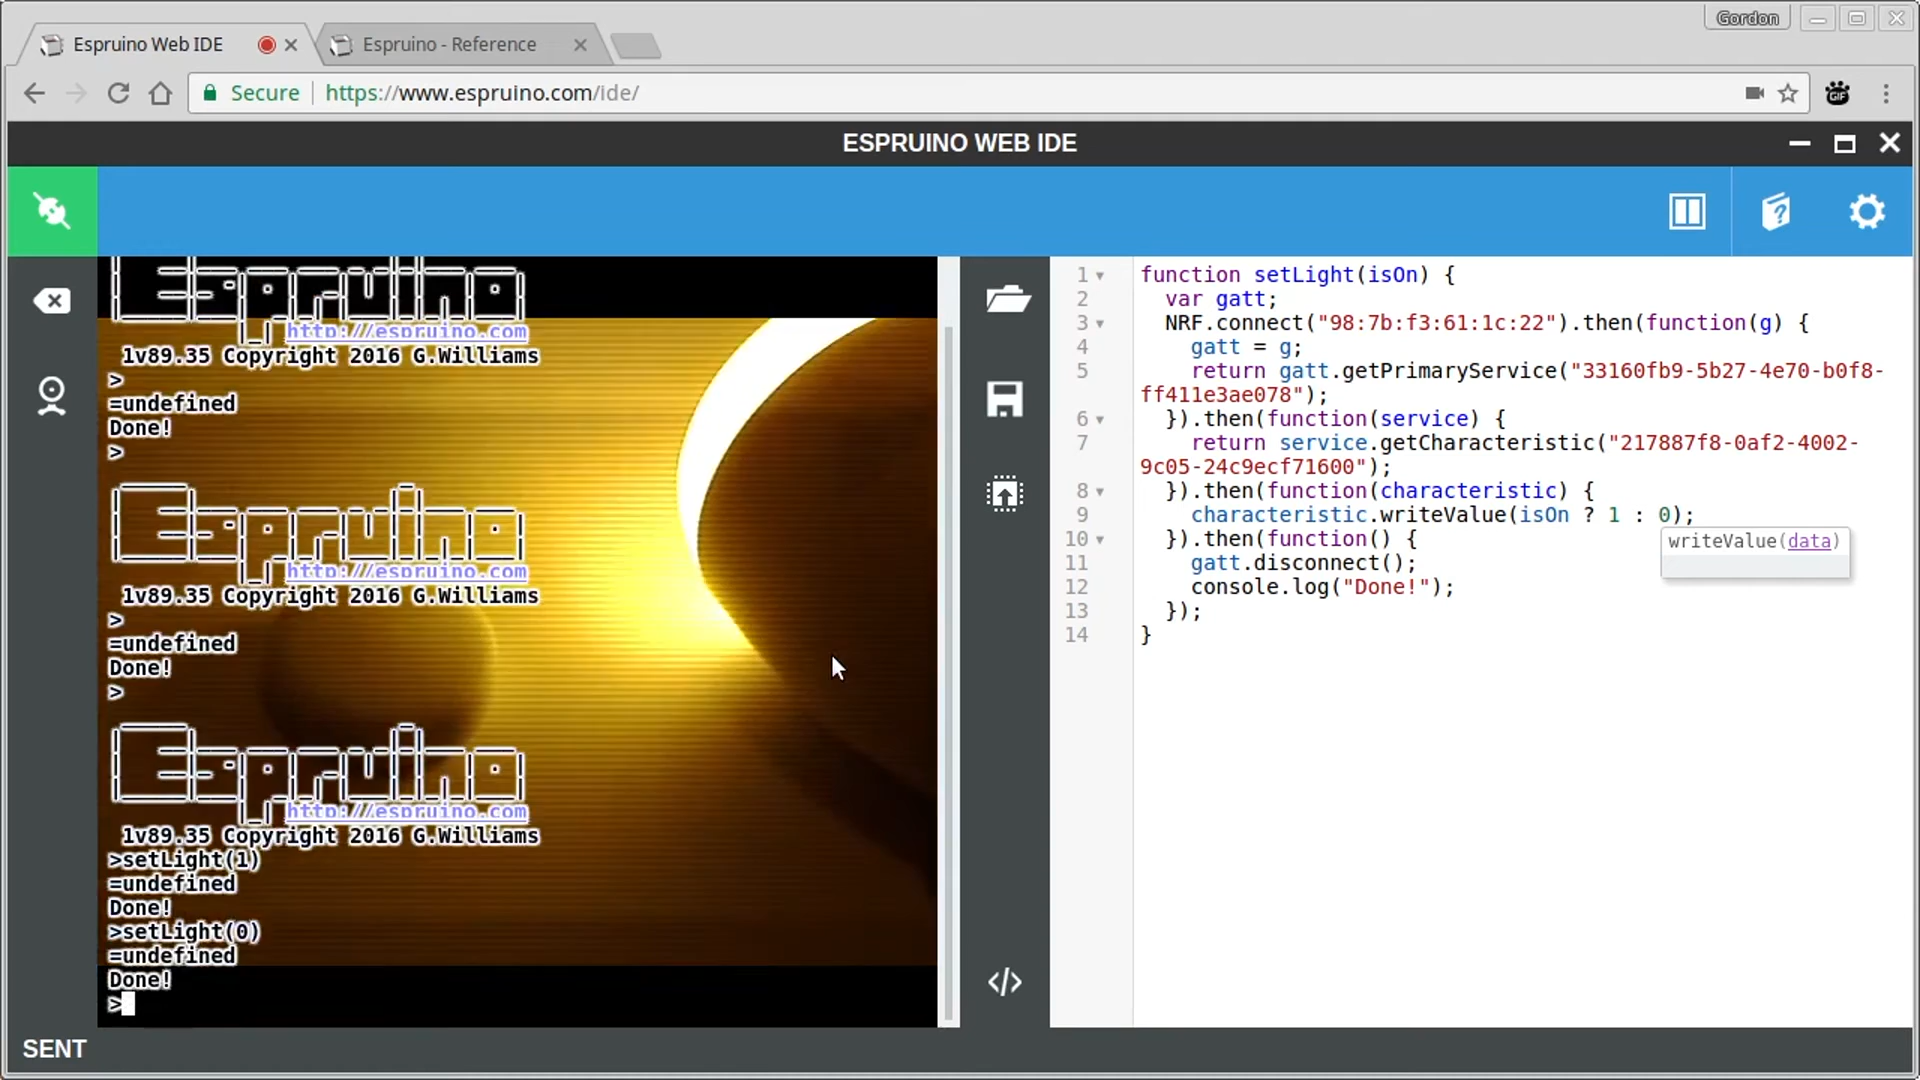 Gordon
Espruino Web IDE
Espruino - Reference
Secure
https://www.espruino.com/ide/
GIF
ESPRUINO WEB IDE
Espruino
http://espruino.com
1v89.35 Copyright 2016 G.Williams
>
=undefined
Done!
>
Espruino
http://espruino.com
1v89.35 Copyright 2016 G.Williams
>
=undefined
Done!
>
Espruino
http://espruino.com
1v89.35 Copyright 2016 G.Williams
>setLight(1)
=undefined
Done!
>setLight(0)
=undefined
Done!
>
1 function setLight(isOn) {
2 var gatt;
3 NRF.connect("98:7b:f3:61:1c:22").then(function(g) {
4 gatt = g;
5 return gatt.getPrimaryService("33160fb9-5b27-4e70-b0f8-
ff411e3ae078");
6 }).then(function(service) {
7 return service.getCharacteristic("217887f8-0af2-4002-
9c05-24c9ecf71600");
8 }).then(function(characteristic) {
9 characteristic.writeValue(isOn ? 1 : 0);
10 }).then(function() {
11 gatt.disconnect();
12 console.log("Done!");
13 });
14 }
writeValue(data)
SENT